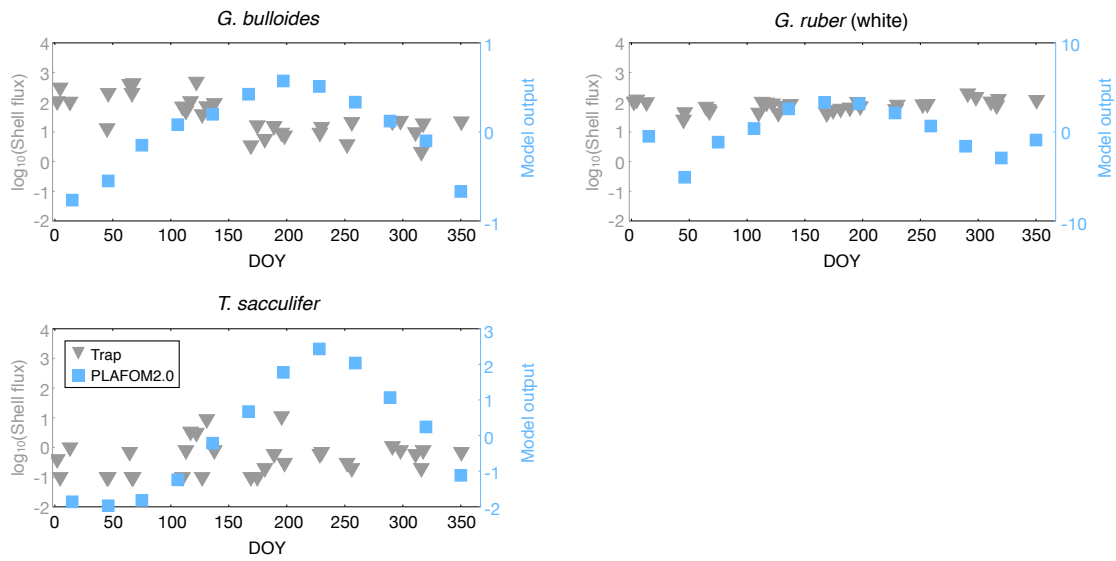 G. bulloides
4
3
2
1
0
-1
-2
log₁₀(Shell flux)
1
0
-1
Model output
0 50 100 150 200 250 300 350
DOY
G. ruber (white)
4
3
2
1
0
-1
-2
log₁₀(Shell flux)
10
0
-10
Model output
0 50 100 150 200 250 300 350
DOY
T. sacculifer
4
3
2
1
0
-1
-2
log₁₀(Shell flux)
Trap
PLAFOM2.0
3
2
1
0
-1
-2
Model output
0 50 100 150 200 250 300 350
DOY